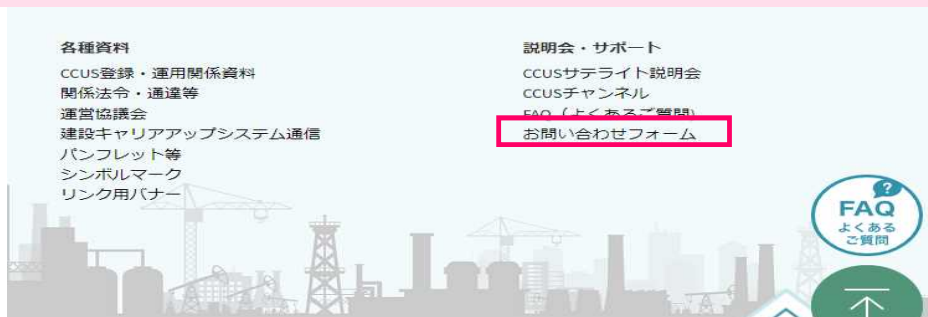 各種資料
CCUS登録・運用関係資料
関係法令・通達等
運営協議会
建設キャリアアップシステム通信
パンフレット等
シンボルマーク
リンク用バナー
説明会・サポート
CCUSサテライト説明会
CCUSチャンネル
FAQ（よくあるご質問）
お問い合わせフォーム
?
FAQ
よくある
ご質問